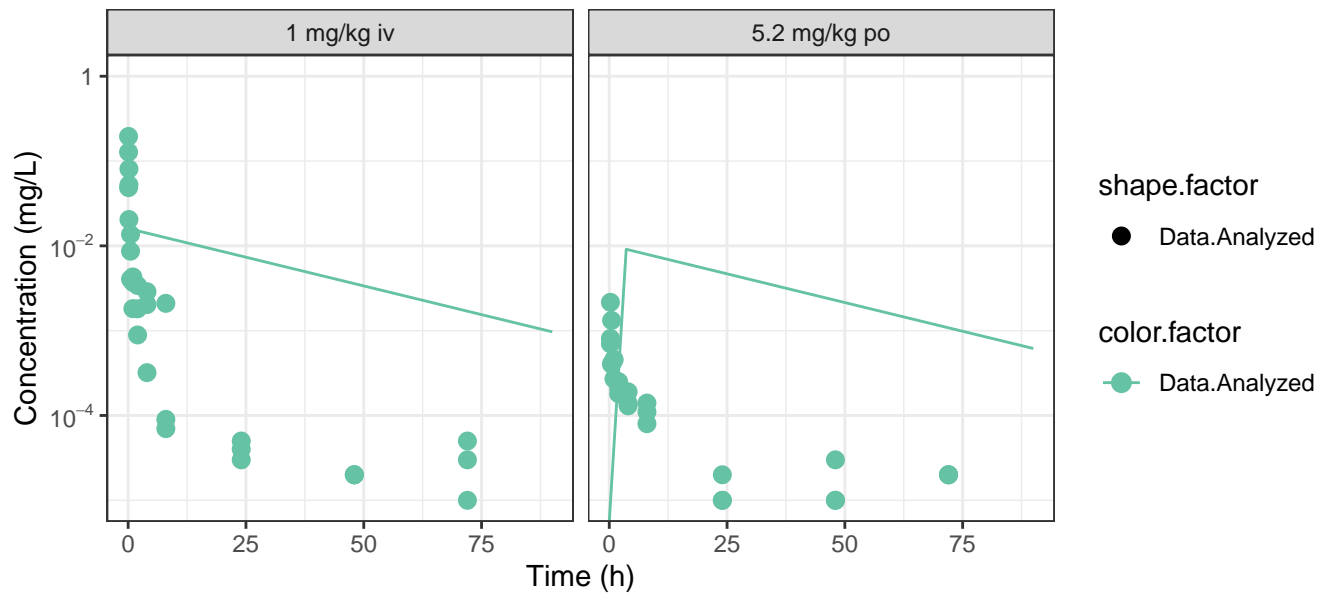 1 mg/kg iv
5.2 mg/kg po
Concentration (mg/L)
1
10−2
10−4
0 25 50 75
0 25 50 75
Time (h)
shape.factor
Data.Analyzed
color.factor
Data.Analyzed